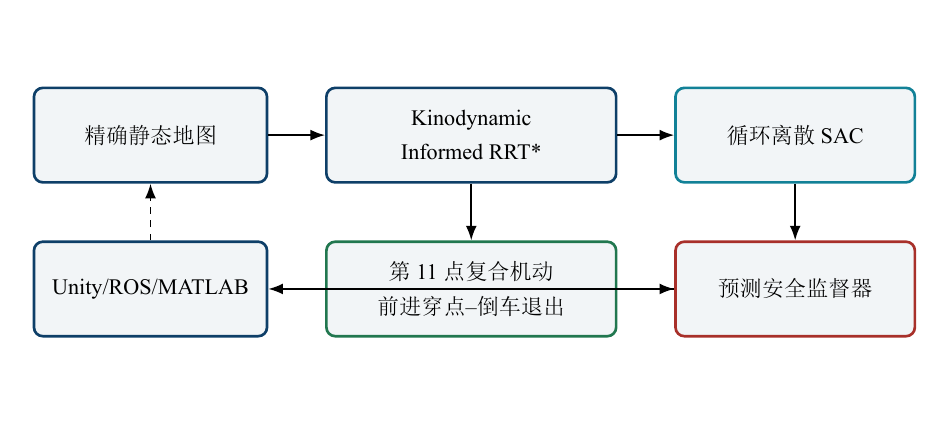 精确静态地图
Kinodynamic
Informed RRT*
循环离散 SAC
Unity/ROS/MATLAB
第 11 点复合机动
前进穿点–倒车退出
预测安全监督器